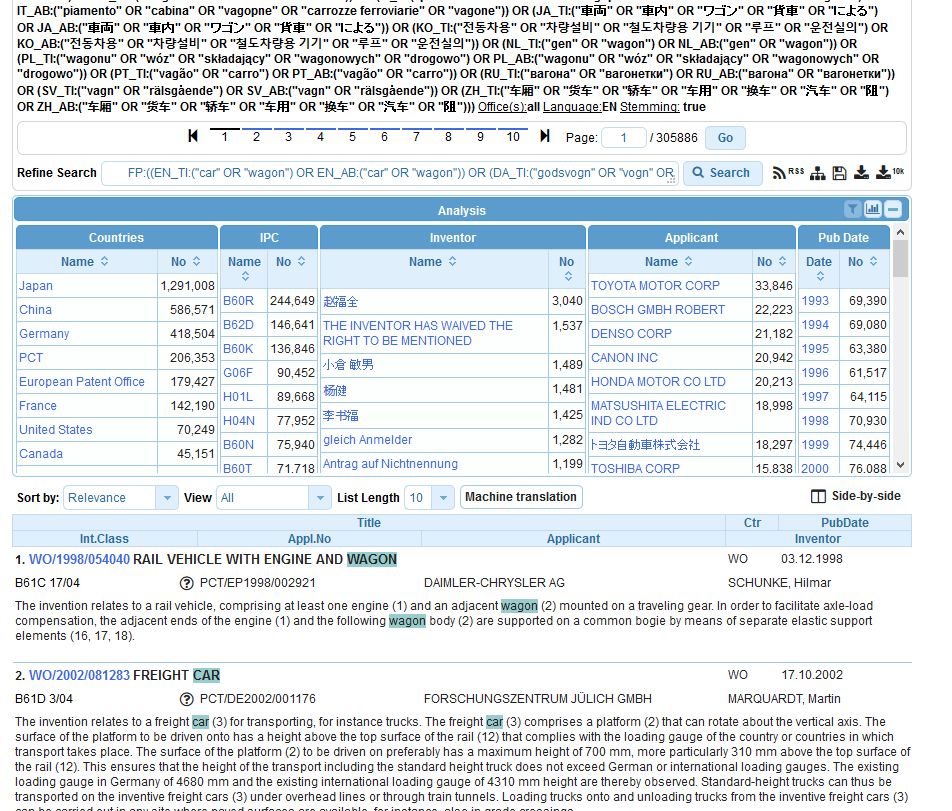 IT_AB:("piamento" OR "cabina" OR "vagopne" OR "carrozze ferroviarie" OR "vagone")) OR (JA_TI:("車両" OR "車内" OR "ワゴン" OR "貨車" OR "による")
OR JA_AB:("車両" OR "車内" OR "ワゴン" OR "貨車" OR "による")) OR (KO_TI:("전동차용" OR "차량설비" OR "철도차량용 기기" OR "루프" OR "운전실의") OR
KO_AB:("전동차용" OR "차량설비" OR "철도차량용 기기" OR "루프" OR "운전실의")) OR (NL_TI:("gen" OR "wagon") OR NL_AB:("gen" OR "wagon")) OR
(PL_TI:("wagonu" OR "wóz" OR "składający" OR "wagonowych" OR "drogowo") OR PL_AB:("wagonu" OR "wóz" OR "składający" OR "wagonowych" OR
"drogowo")) OR (PT_TI:("vagão" OR "carro") OR PT_AB:("vagão" OR "carro")) OR (RU_TI:("вагона" OR "вагонетки") OR RU_AB:("вагона" OR "вагонетки"))
OR (SV_TI:("vagn" OR "rälsgående") OR SV_AB:("vagn" OR "rälsgående")) OR (ZH_TI:("车厢" OR "货车" OR "轿车" OR "车用" OR "换车" OR "汽车" OR "阻")
OR ZH_AB:("车厢" OR "货车" OR "轿车" OR "车用" OR "换车" OR "汽车" OR "阻"))) Office(s):all Language:EN Stemming: true
1 2 3 4 5 6 7 8 9 10 Page: 1 / 305886 Go
Refine Search FP:((EN_TI:("car" OR "wagon") OR EN_AB:("car" OR "wagon")) OR (DA_TI:("godsvogn" OR "vogn" OR Search RSS 10k
Analysis
Countries IPC Inventor Applicant Pub Date
Name No Name No Name No Name No Date No
Japan 1,291,008
China 586,571
Germany 418,504
PCT 206,353
European Patent Office 179,427
France 142,190
United States 70,249
Canada 45,151
B60R 244,649
B62D 146,641
B60K 136,846
G06F 90,452
H01L 89,668
H04N 77,952
B60N 75,940
B60T 71,718
赵福全 3,040
THE INVENTOR HAS WAIVED THE 1,537
RIGHT TO BE MENTIONED
小倉 敏男 1,489
杨健 1,481
李书福 1,425
gleich Anmelder 1,282
Antrag auf Nichtnennung 1,199
TOYOTA MOTOR CORP 33,846
BOSCH GMBH ROBERT 22,223
DENSO CORP 21,182
CANON INC 20,942
HONDA MOTOR CO LTD 20,213
MATSUSHITA ELECTRIC 18,998
IND CO LTD
トヨタ自動車株式会社 18,297
TOSHIBA CORP 15,838
1993 69,390
1994 69,080
1995 63,380
1996 61,517
1997 64,115
1998 70,930
1999 74,446
2000 76,088
Sort by: Relevance View All List Length 10 Machine translation Side-by-side
Title Ctr PubDate
Int.Class Appl.No Applicant Inventor
1. WO/1998/054040 RAIL VEHICLE WITH ENGINE AND WAGON WO 03.12.1998
B61C 17/04 ? PCT/EP1998/002921 DAIMLER-CHRYSLER AG SCHUNKE, Hilmar
The invention relates to a rail vehicle, comprising at least one engine (1) and an adjacent wagon (2) mounted on a traveling gear. In order to facilitate axle-load
compensation, the adjacent ends of the engine (1) and the following wagon body (2) are supported on a common bogie by means of separate elastic support
elements (16, 17, 18).
2. WO/2002/081283 FREIGHT CAR WO 17.10.2002
B61D 3/04 ? PCT/DE2002/001176 FORSCHUNGSZENTRUM JÜLICH GMBH MARQUARDT, Martin
The invention relates to a freight car (3) for transporting, for instance trucks. The freight car (3) comprises a platform (2) that can rotate about the vertical axis. The
surface of the platform to be driven onto has a height above the top surface of the rail (12) that complies with the loading gauge of the country or countries in which
transport takes place. The surface of the platform (2) to be driven on preferably has a maximum height of 700 mm, more particularly 310 mm above the top surface of
the rail (12). This ensures that the height of the transport including the standard height truck does not exceed German or international loading gauges. The existing
loading gauge in Germany of 4680 mm and the existing international loading gauge of 4310 mm height are thereby observed. Standard-height trucks can thus be
transported on the inventive freight cars (3) under overhead lines or through train tunnels. Loading trucks onto and unloading trucks from the inventive freight cars (3)